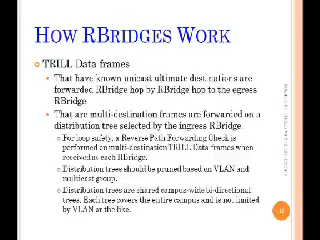 HOW RBRIDGES WORK
TRILL Data frames
That have known unicast ultimate destinations are
forwarded RBridge hop by RBridge hop to the egress
RBridge.
That are multi-destination frames are forwarded on a
distribution tree selected by the ingress RBridge.
For loop safety, a Reverse Path Forwarding Check is
performed on multi-destination TRILL Data frames when
received at each RBridge.
Distribution trees should be pruned based on VLAN and
multicast group.
Distribution trees are shared campus-wide bi-directional
trees. Each tree covers the entire campus and is not limited
by VLAN or the like.